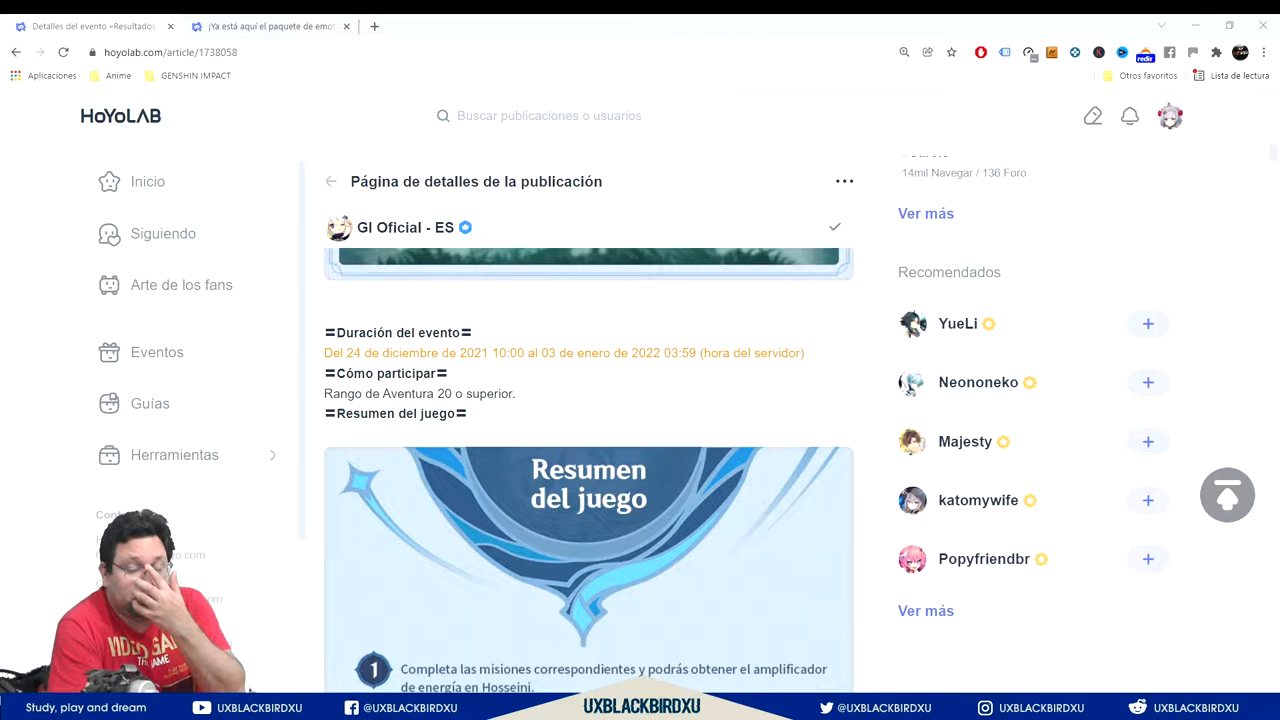 Detalles del evento «Resultados
¡Ya está aquí el paquete de emot
hoyolab.com/article/1738058
Aplicaciones
Anime
GENSHIN IMPACT
Otros favoritos
Lista de lectura
HoYoLAB
Buscar publicaciones o usuarios
Inicio
Siguiendo
Arte de los fans
Eventos
Guías
Herramientas
Página de detalles de la publicación
GI Oficial - ES
〓Duración del evento〓
Del 24 de diciembre de 2021 10:00 al 03 de enero de 2022 03:59 (hora del servidor)
〓Cómo participar〓
Rango de Aventura 20 o superior.
〓Resumen del juego〓
Resumen
del juego
1
Completa las misiones correspondientes y podrás obtener el amplificador
de energía en Hosseini.
14mil Navegar / 136 Foro
Ver más
Recomendados
YueLi
Neononeko
Majesty
katomywife
Popyfriendbr
Ver más
redir
Study, play and dream
UXBLACKBIRDXU
@UXBLACKBIRDXU
UXBLACKBIRDXU
@UXBLACKBIRDXU
UXBLACKBIRDXU
UXBLACKBIRDXU